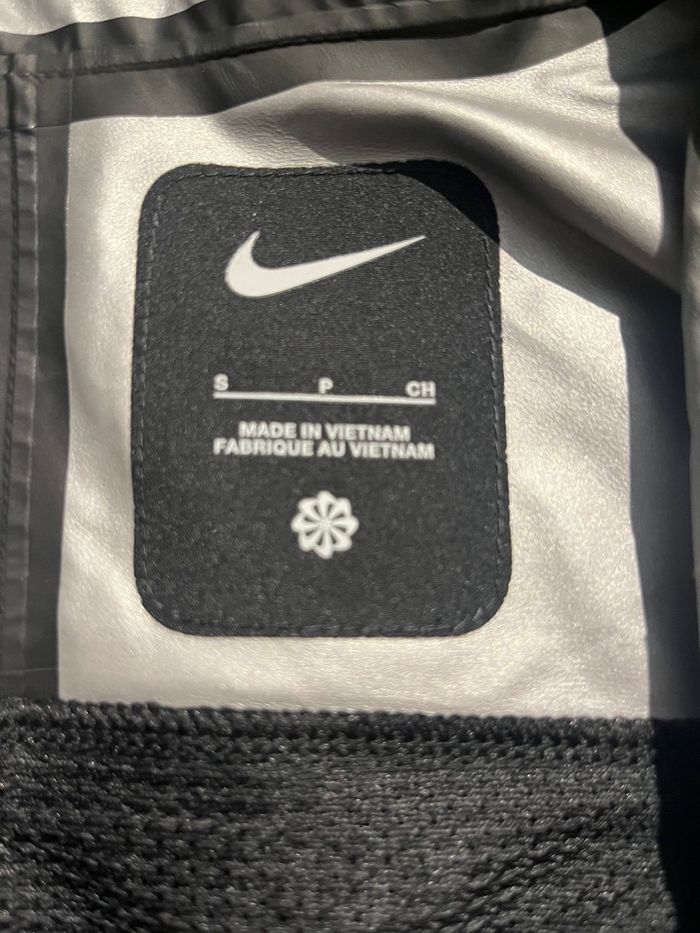 S P CH
MADE IN VIETNAM
FABRIQUE AU VIETNAM